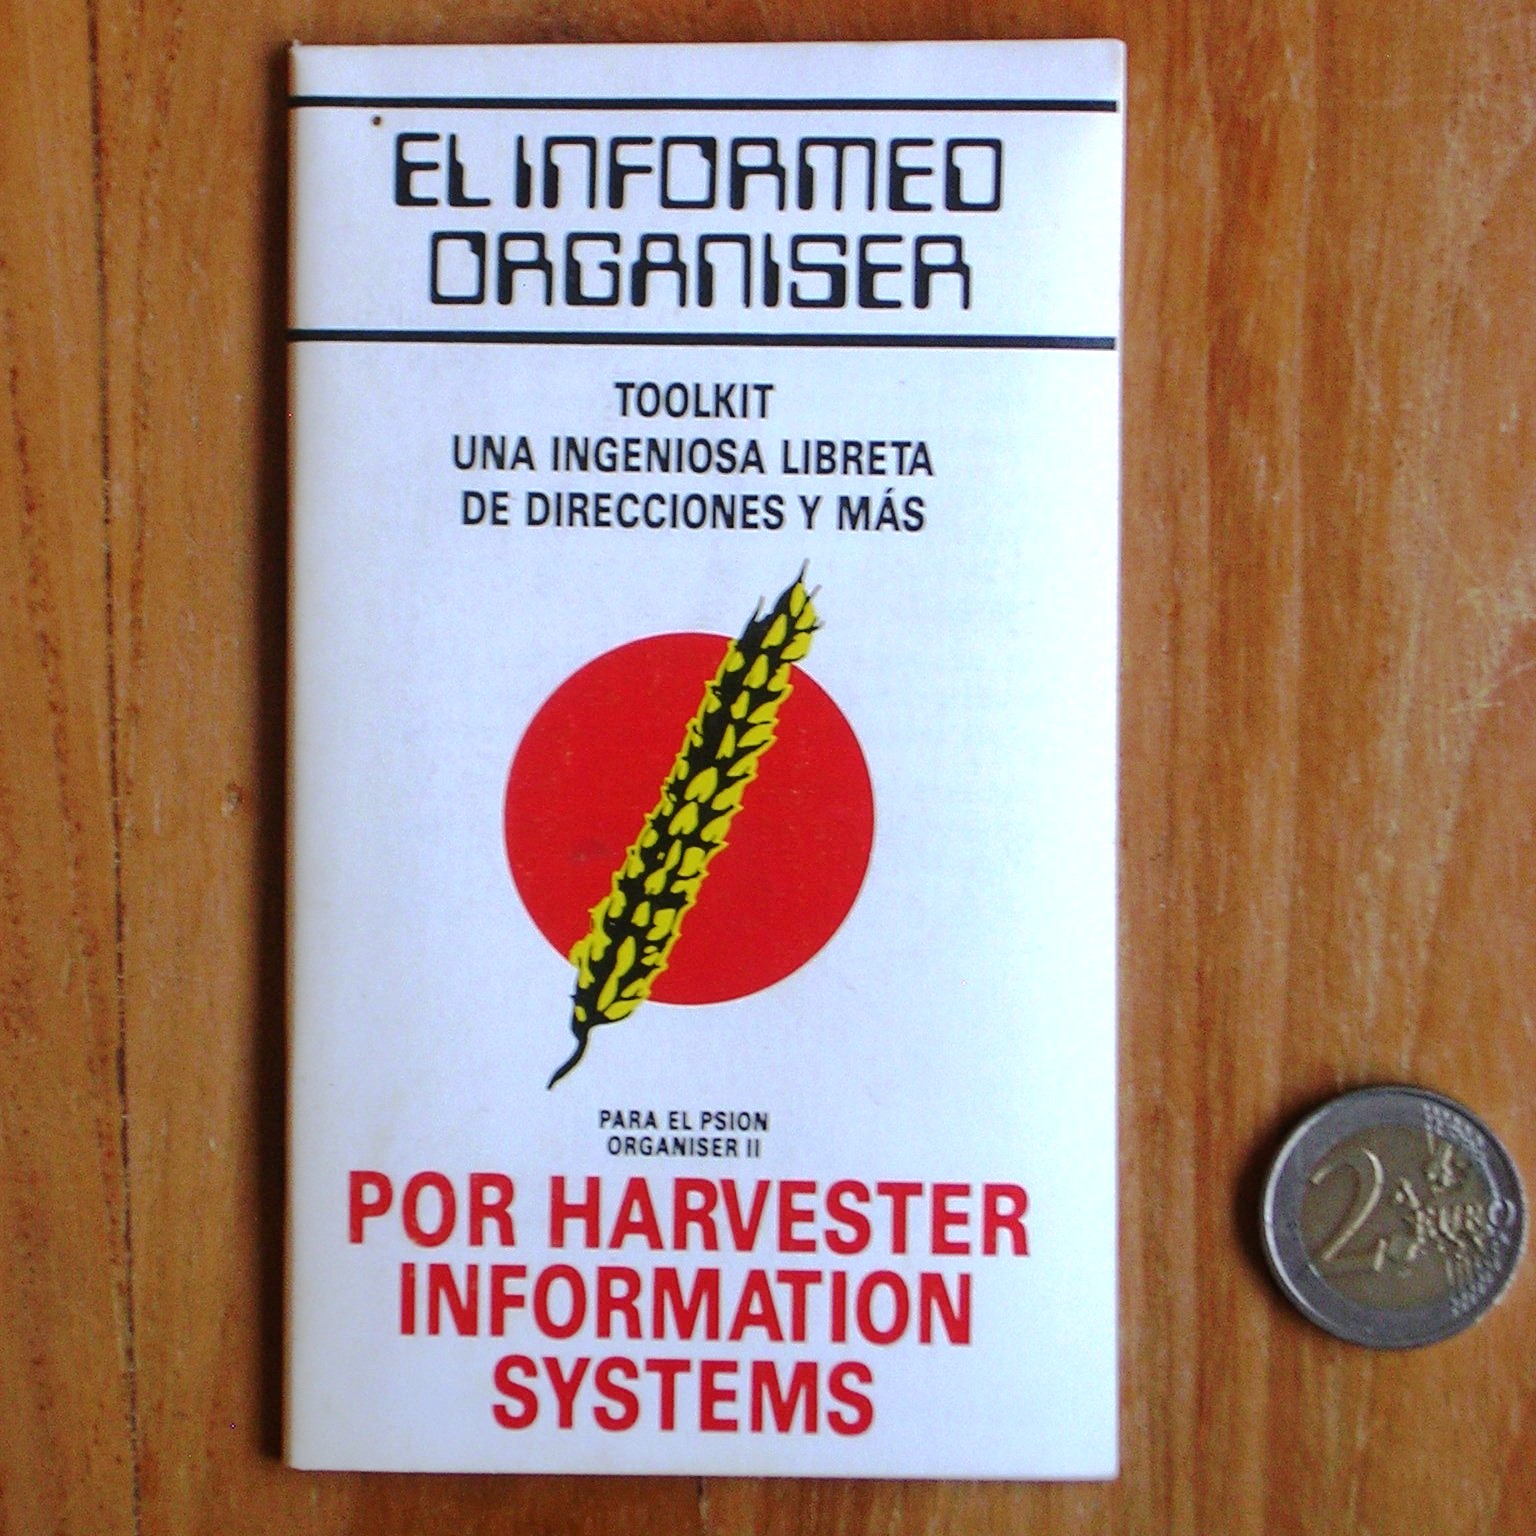 EL INFORMED
ORGANISER
TOOLKIT
UNA INGENIOSA LIBRETA
DE DIRECCIONES Y MÁS
PARA EL PSION
ORGANISER II
POR HARVESTER
INFORMATION
SYSTEMS
2 EURO